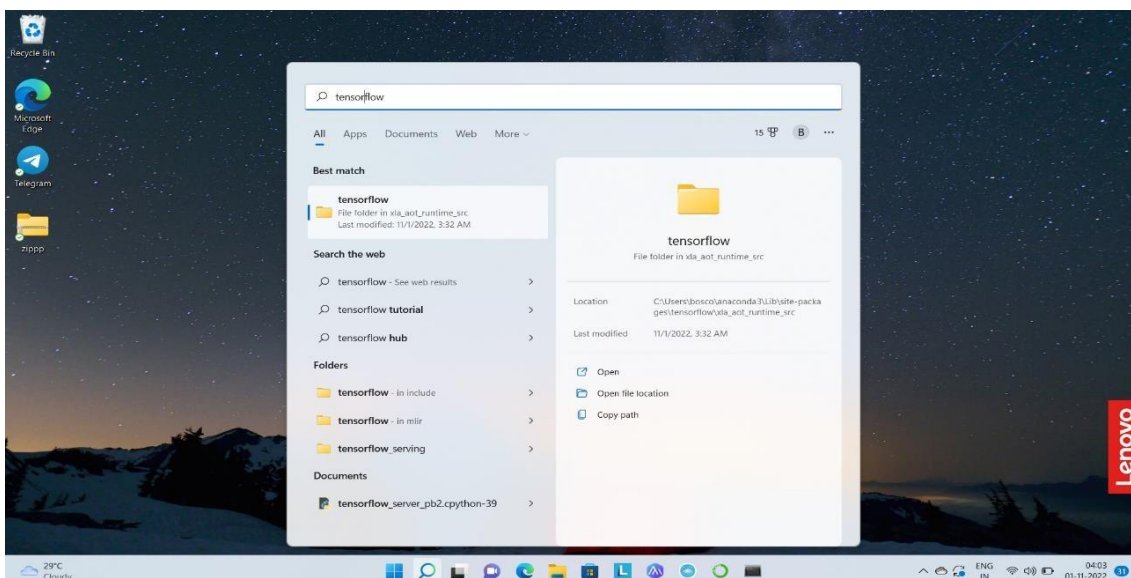 Recycle Bin
Microsoft
Edge
Telegram
zippp
tensorflow
All Apps Documents Web More
15 B ...
Best match
tensorflow
File folder in xla_aot_runtime_src
Last modified: 11/1/2022, 3:32 AM
Search the web
tensorflow - See web results
tensorflow tutorial
tensorflow hub
Folders
tensorflow - in include
tensorflow - in mlir
tensorflow_serving
Documents
tensorflow_server_pb2.cpython-39
tensorflow
File folder in xla_aot_runtime_src
Location C:\Users\bosco\anaconda3\Lib\site-packa
ges\tensorflow\xla_aot_runtime_src
Last modified 11/1/2022, 3:32 AM
Open
Open file location
Copy path
Lenovo
29°C
Cloudy
L
ENG
IN
04:03
01-11-2022
31